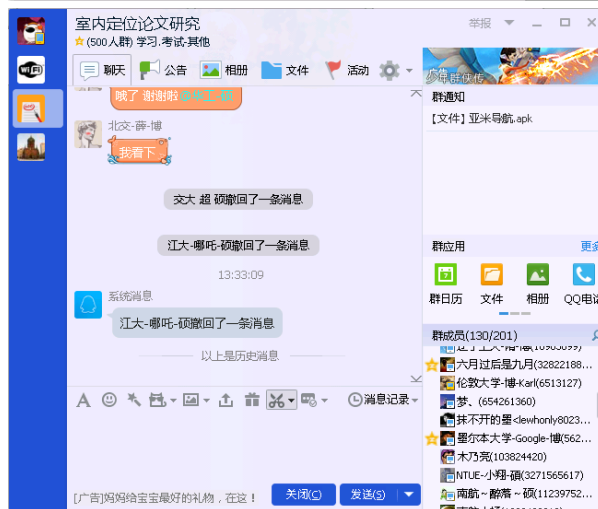 室内定位论文研究
举报
(500人群) 学习.考试-其他
聊天 公告 相册 文件 活动
哦了 谢谢啦
北交-薛-博
我看下
交大 超 硕撤回了一条消息
江大-哪吒-硕撤回了一条消息
13:33:09
系统消息
江大-哪吒-硕撤回了一条消息
以上是历史消息
消息记录
[广告]妈妈给宝宝最好的礼物，在这！
关闭(C) 发送(S)
WiFi
少年群侠传
群通知
【文件】亚米导航.apk
群应用
更多
群日历 文件 相册 QQ电话
群成员(130/201)
六月过后是九月(32822188...
伦敦大学-博-Karl(6513127)
梦、(654261360)
抹不开的墨<lewhonly8023...
墨尔本大学-Google-博(562...
木乃亮(103824420)
NTUE-小翔-硕(3271565617)
南航～醉落～硕(11239752...